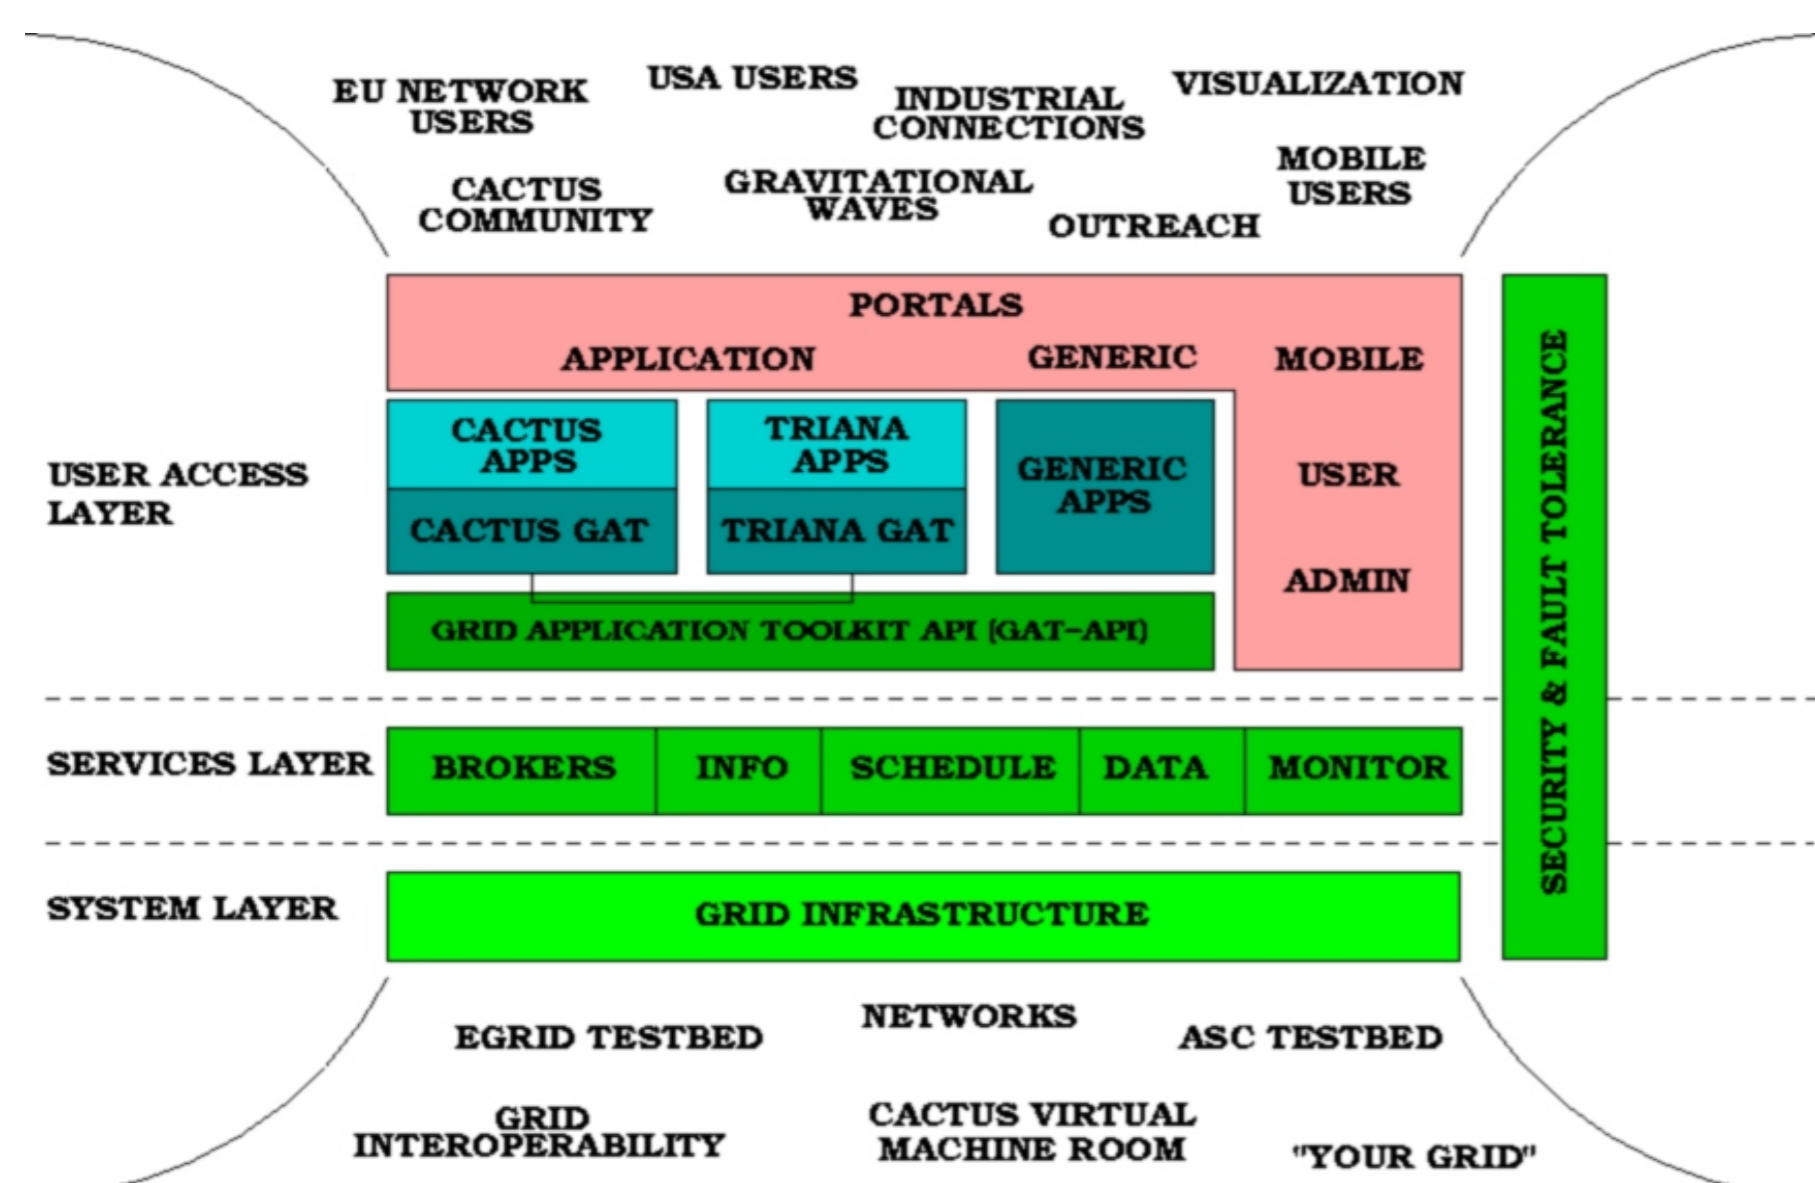 EU NETWORK
USERS
USA USERS
INDUSTRIAL
CONNECTIONS
VISUALIZATION
CACTUS
COMMUNITY
GRAVITATIONAL
WAVES
OUTREACH
MOBILE
USERS
PORTALS
APPLICATION
GENERIC
MOBILE
USER ACCESS
LAYER
CACTUS
APPS
CACTUS GAT
TRIANA
APPS
TRIANA GAT
GENERIC
APPS
USER
ADMIN
GRID APPLICATION TOOLKIT API (GAT-API)
SECURITY & FAULT TOLERANCE
SERVICES LAYER
BROKERS
INFO
SCHEDULE
DATA
MONITOR
SYSTEM LAYER
GRID INFRASTRUCTURE
EGRID TESTBED
NETWORKS
ASC TESTBED
GRID
INTEROPERABILITY
CACTUS VIRTUAL
MACHINE ROOM
"YOUR GRID"